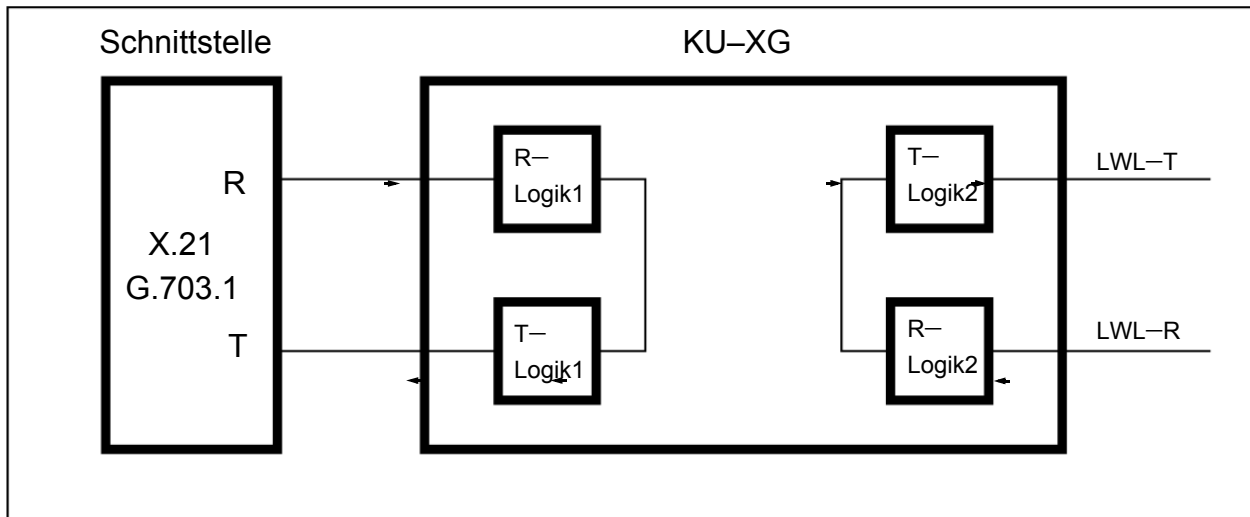 Schnittstelle
KU–XG
R
X.21
G.703.1
T
R–
Logik1
T–
Logik1
T–
Logik2
R–
Logik2
LWL–T
LWL–R